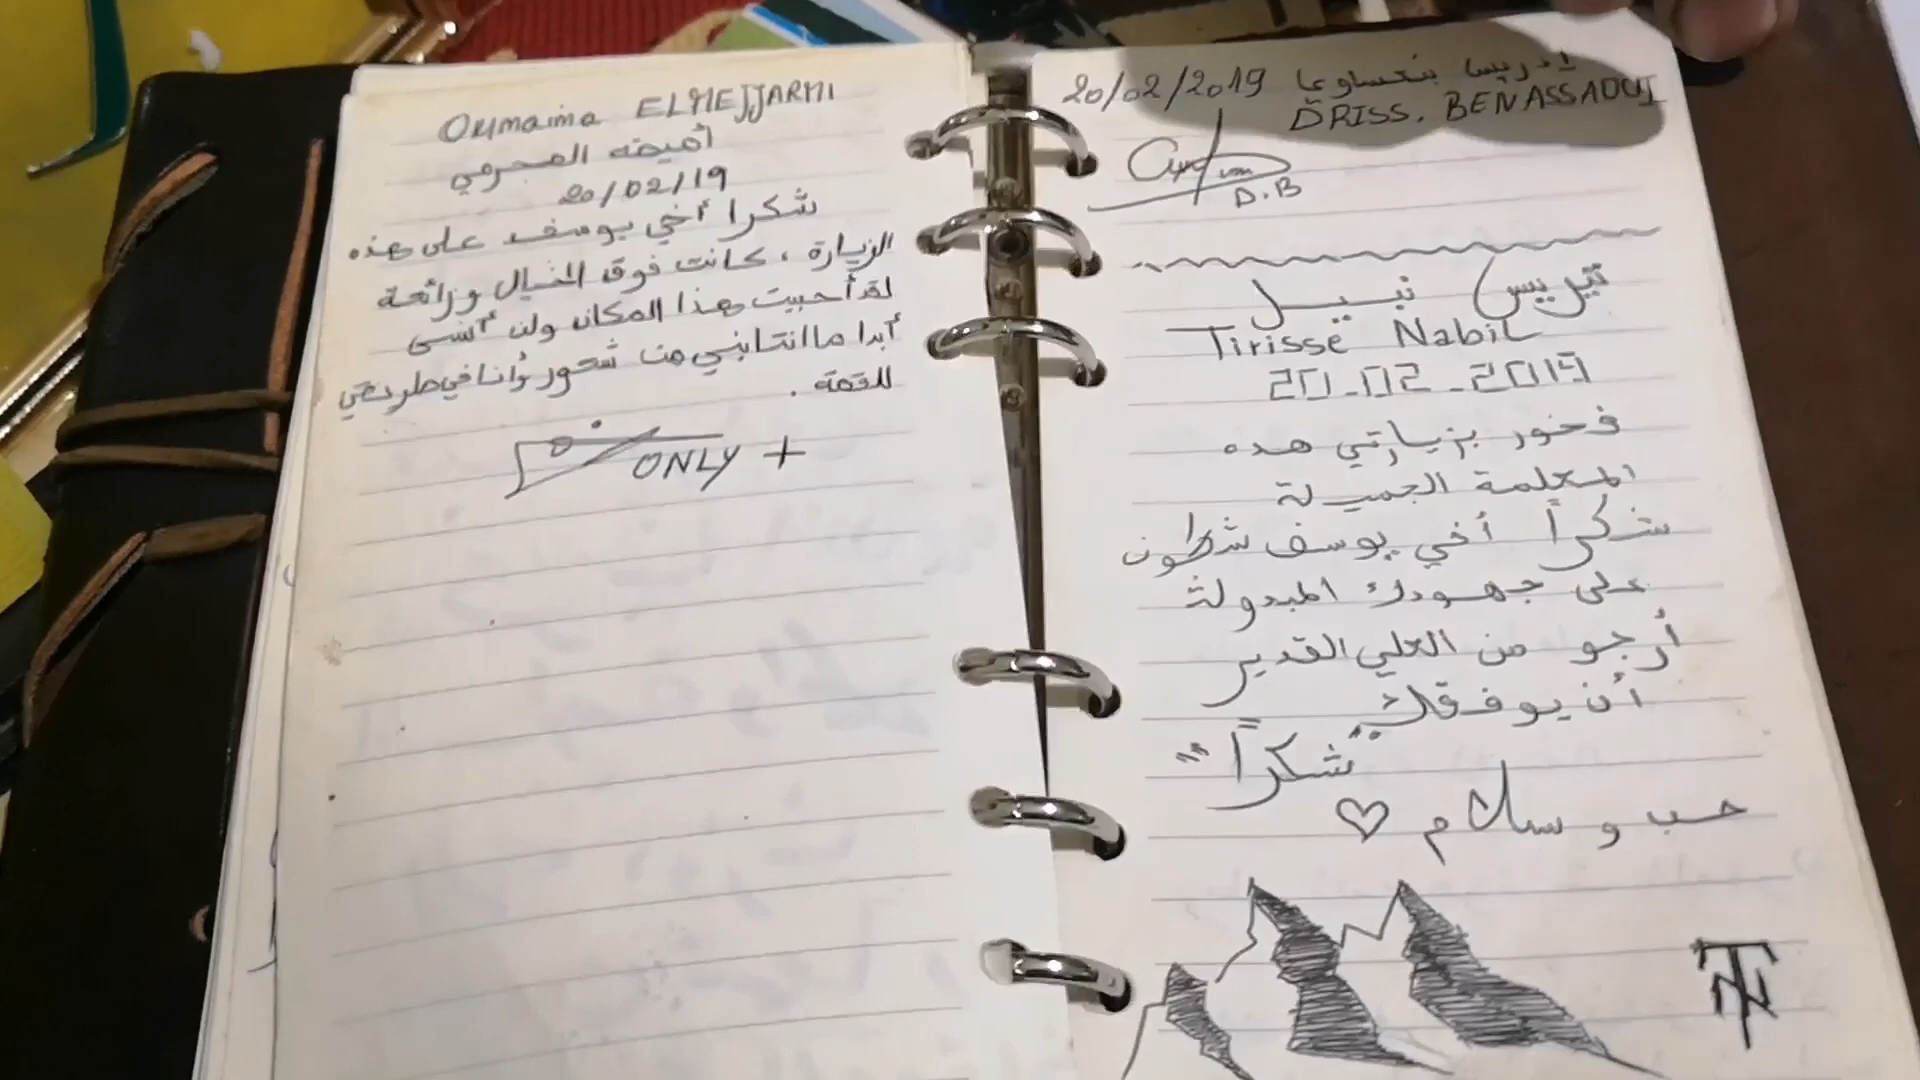 Oumaima ELMEJJARMI
أميمة المجرمي
20/02/19
شكرا أخي يوسف على هذه
الزيارة ، كانت فوق الخيال ورائعة
لقد أحببت هذا المكان ولن أنسى
أبدا ما انتابني من شعور وأنا في طريقي
للقمة .
ONLY +
20/02/2019 إدريس بنعساوي
DRISS. BENASSAOUI
D.B
تيريس نبيل
Tirisse Nabil
20-02-2019
فخور بزيارتي هده
المعلمة الجميلة
شكراً أخي يوسف شطون
على جهودك المبدولة
أرجو من العلي القدير
أن يوفقك
"شكراً"
حب و سلام ♡
TN